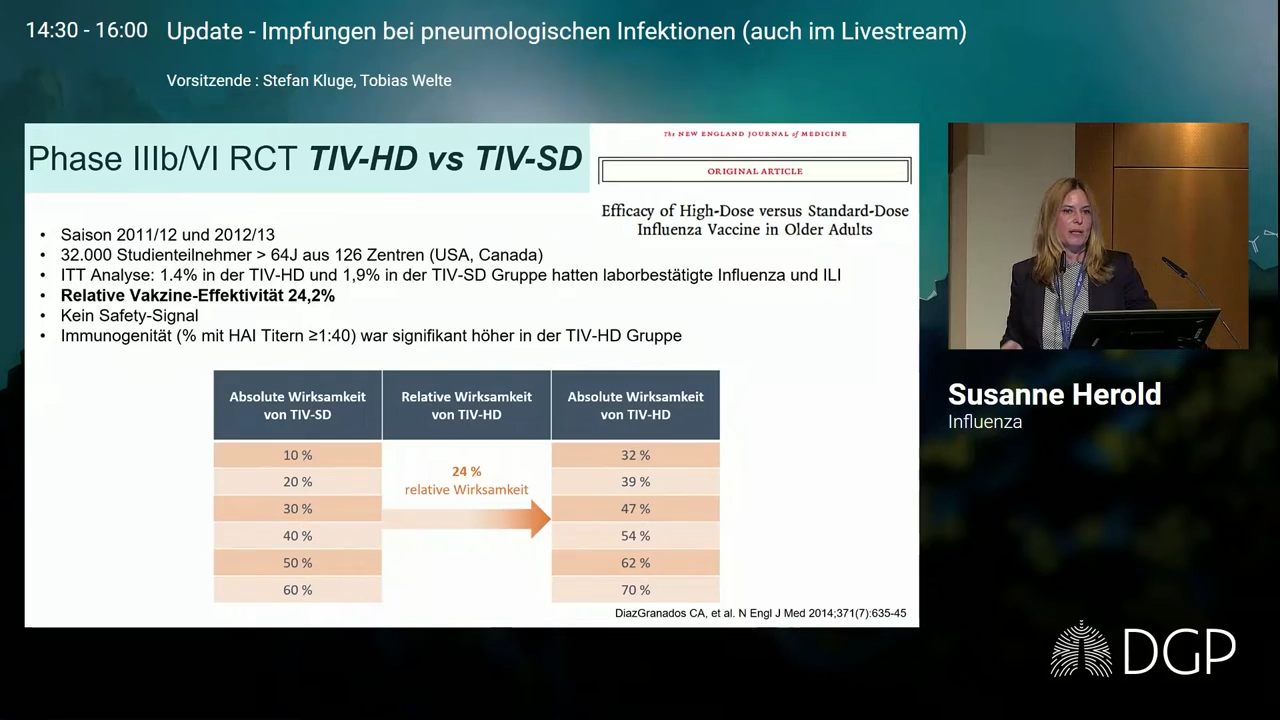 14:30 - 16:00 Update - Impfungen bei pneumologischen Infektionen (auch im Livestream)
Vorsitzende : Stefan Kluge, Tobias Welte
Phase IIIb/VI RCT TIV-HD vs TIV-SD
The NEW ENGLAND JOURNAL of MEDICINE
ORIGINAL ARTICLE
Efficacy of High-Dose versus Standard-Dose
Influenza Vaccine in Older Adults
• Saison 2011/12 und 2012/13
• 32.000 Studienteilnehmer > 64J aus 126 Zentren (USA, Canada)
• ITT Analyse: 1.4% in der TIV-HD und 1,9% in der TIV-SD Gruppe hatten laborbestätigte Influenza und ILI
• Relative Vakzine-Effektivität 24,2%
• Kein Safety-Signal
• Immunogenität (% mit HAI Titern ≥1:40) war signifikant höher in der TIV-HD Gruppe
Absolute Wirksamkeit
von TIV-SD
Relative Wirksamkeit
von TIV-HD
Absolute Wirksamkeit
von TIV-HD
10 % 32 %
24 %
20 % 39 %
relative Wirksamkeit
30 % 47 %
40 % 54 %
50 % 62 %
60 % 70 %
DiazGranados CA, et al. N Engl J Med 2014;371(7):635-45
Susanne Herold
Influenza
DGP